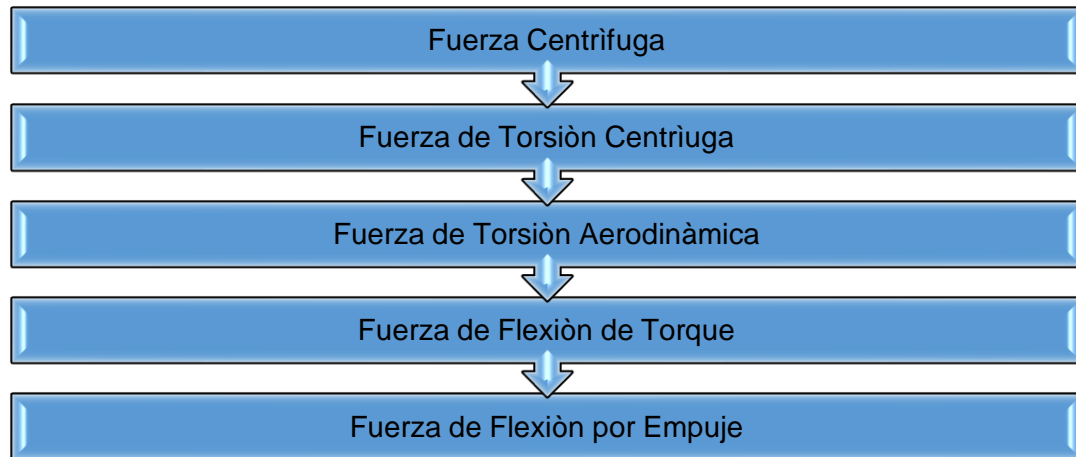 Fuerza Centrìfuga
Fuerza de Torsiòn Centrìuga
Fuerza de Torsiòn Aerodinàmica
Fuerza de Flexiòn de Torque
Fuerza de Flexiòn por Empuje